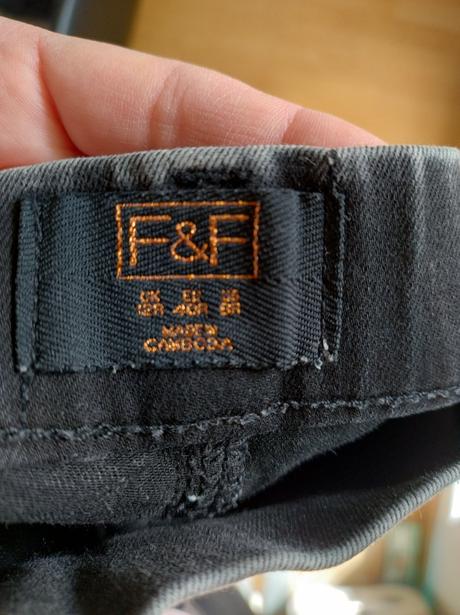 F&F
UK EU US
12R 40R 8R
MADE IN
CAMBODIA